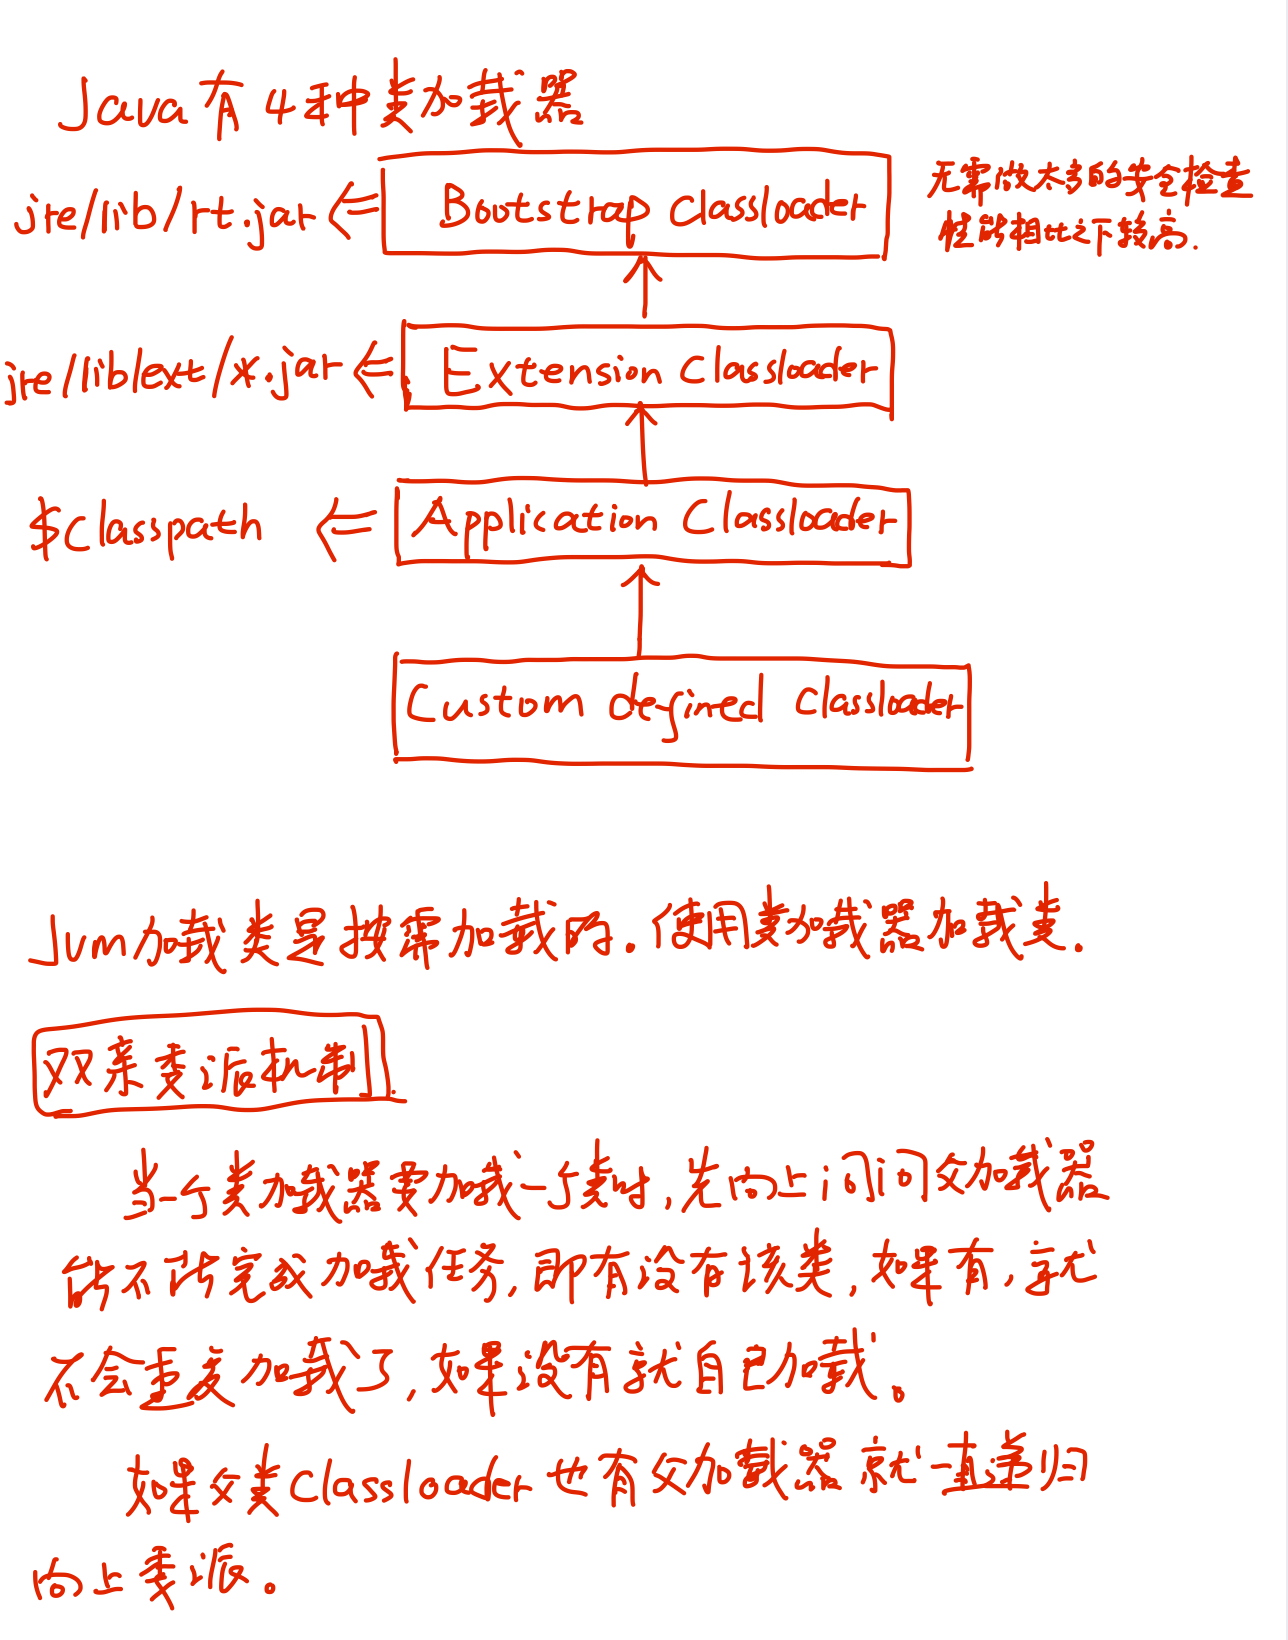 Java有4种类加载器
jre/lib/rt.jar ⇐ Bootstrap Classloader
无需做太多的安全检查
性能相比之下较高.
jre/lib/ext/*.jar ⇐ Extension Classloader
$Classpath ⇐ Application Classloader
Custom defined Classloader
Jvm加载类是按需加载的.使用类加载器加载类.
双亲委派机制.
当一个类加载器要加载一个类时,先向上询问父加载器
能不能完成加载任务,即有没有该类,如果有,就
不会重复加载了,如果没有就自己加载。
如果父类Classloader也有父加载器就一直递归
向上委派。